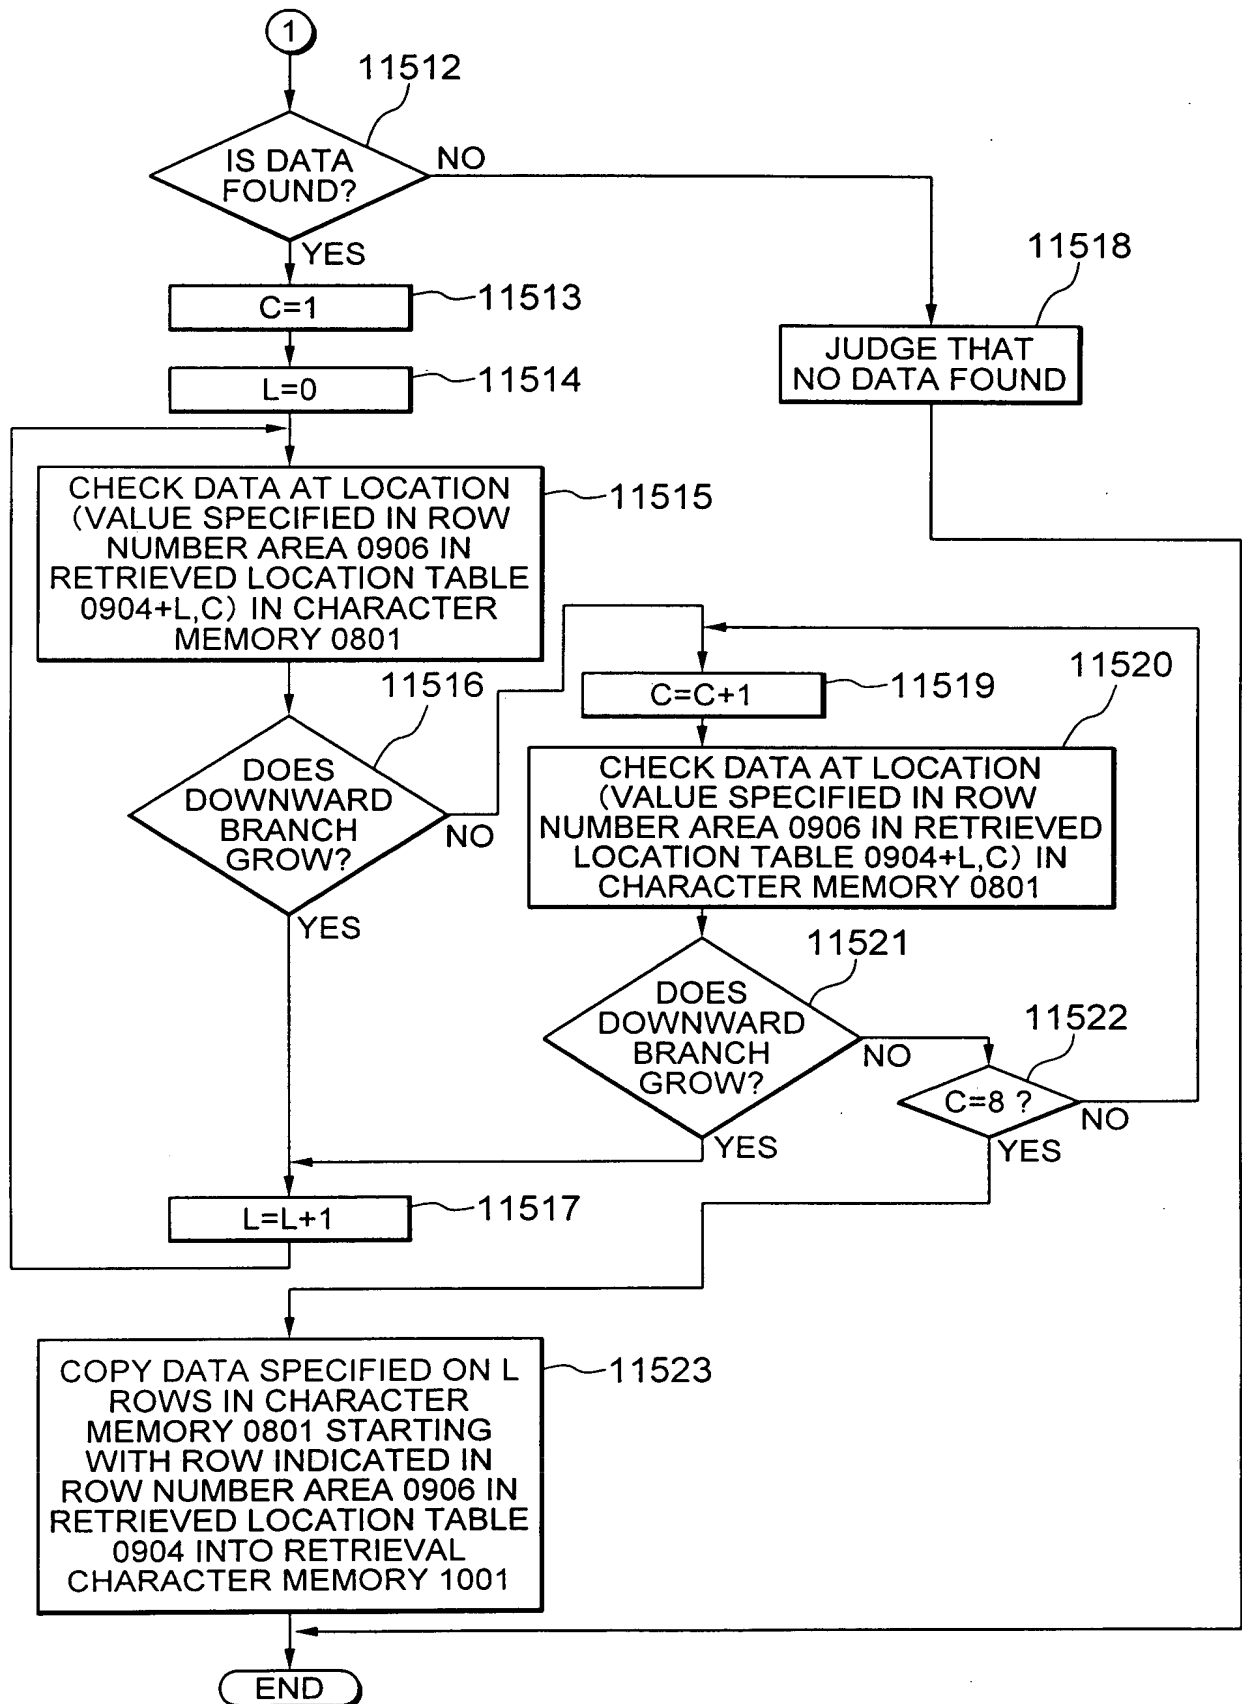 1
11512
IS DATA
FOUND?
NO
YES
11518
C=1
11513
JUDGE THAT
NO DATA FOUND
L=0
11514
CHECK DATA AT LOCATION
(VALUE SPECIFIED IN ROW
NUMBER AREA 0906 IN
RETRIEVED LOCATION TABLE
0904+L,C) IN CHARACTER
MEMORY 0801
11515
11516
DOES
DOWNWARD
BRANCH
GROW?
NO
YES
C=C+1
11519
11520
CHECK DATA AT LOCATION
(VALUE SPECIFIED IN ROW
NUMBER AREA 0906 IN RETRIEVED
LOCATION TABLE 0904+L,C) IN
CHARACTER MEMORY 0801
11521
DOES
DOWNWARD
BRANCH
GROW?
NO
YES
11522
C=8 ?
NO
YES
L=L+1
11517
COPY DATA SPECIFIED ON L
ROWS IN CHARACTER
MEMORY 0801 STARTING
WITH ROW INDICATED IN
ROW NUMBER AREA 0906 IN
RETRIEVED LOCATION TABLE
0904 INTO RETRIEVAL
CHARACTER MEMORY 1001
11523
END